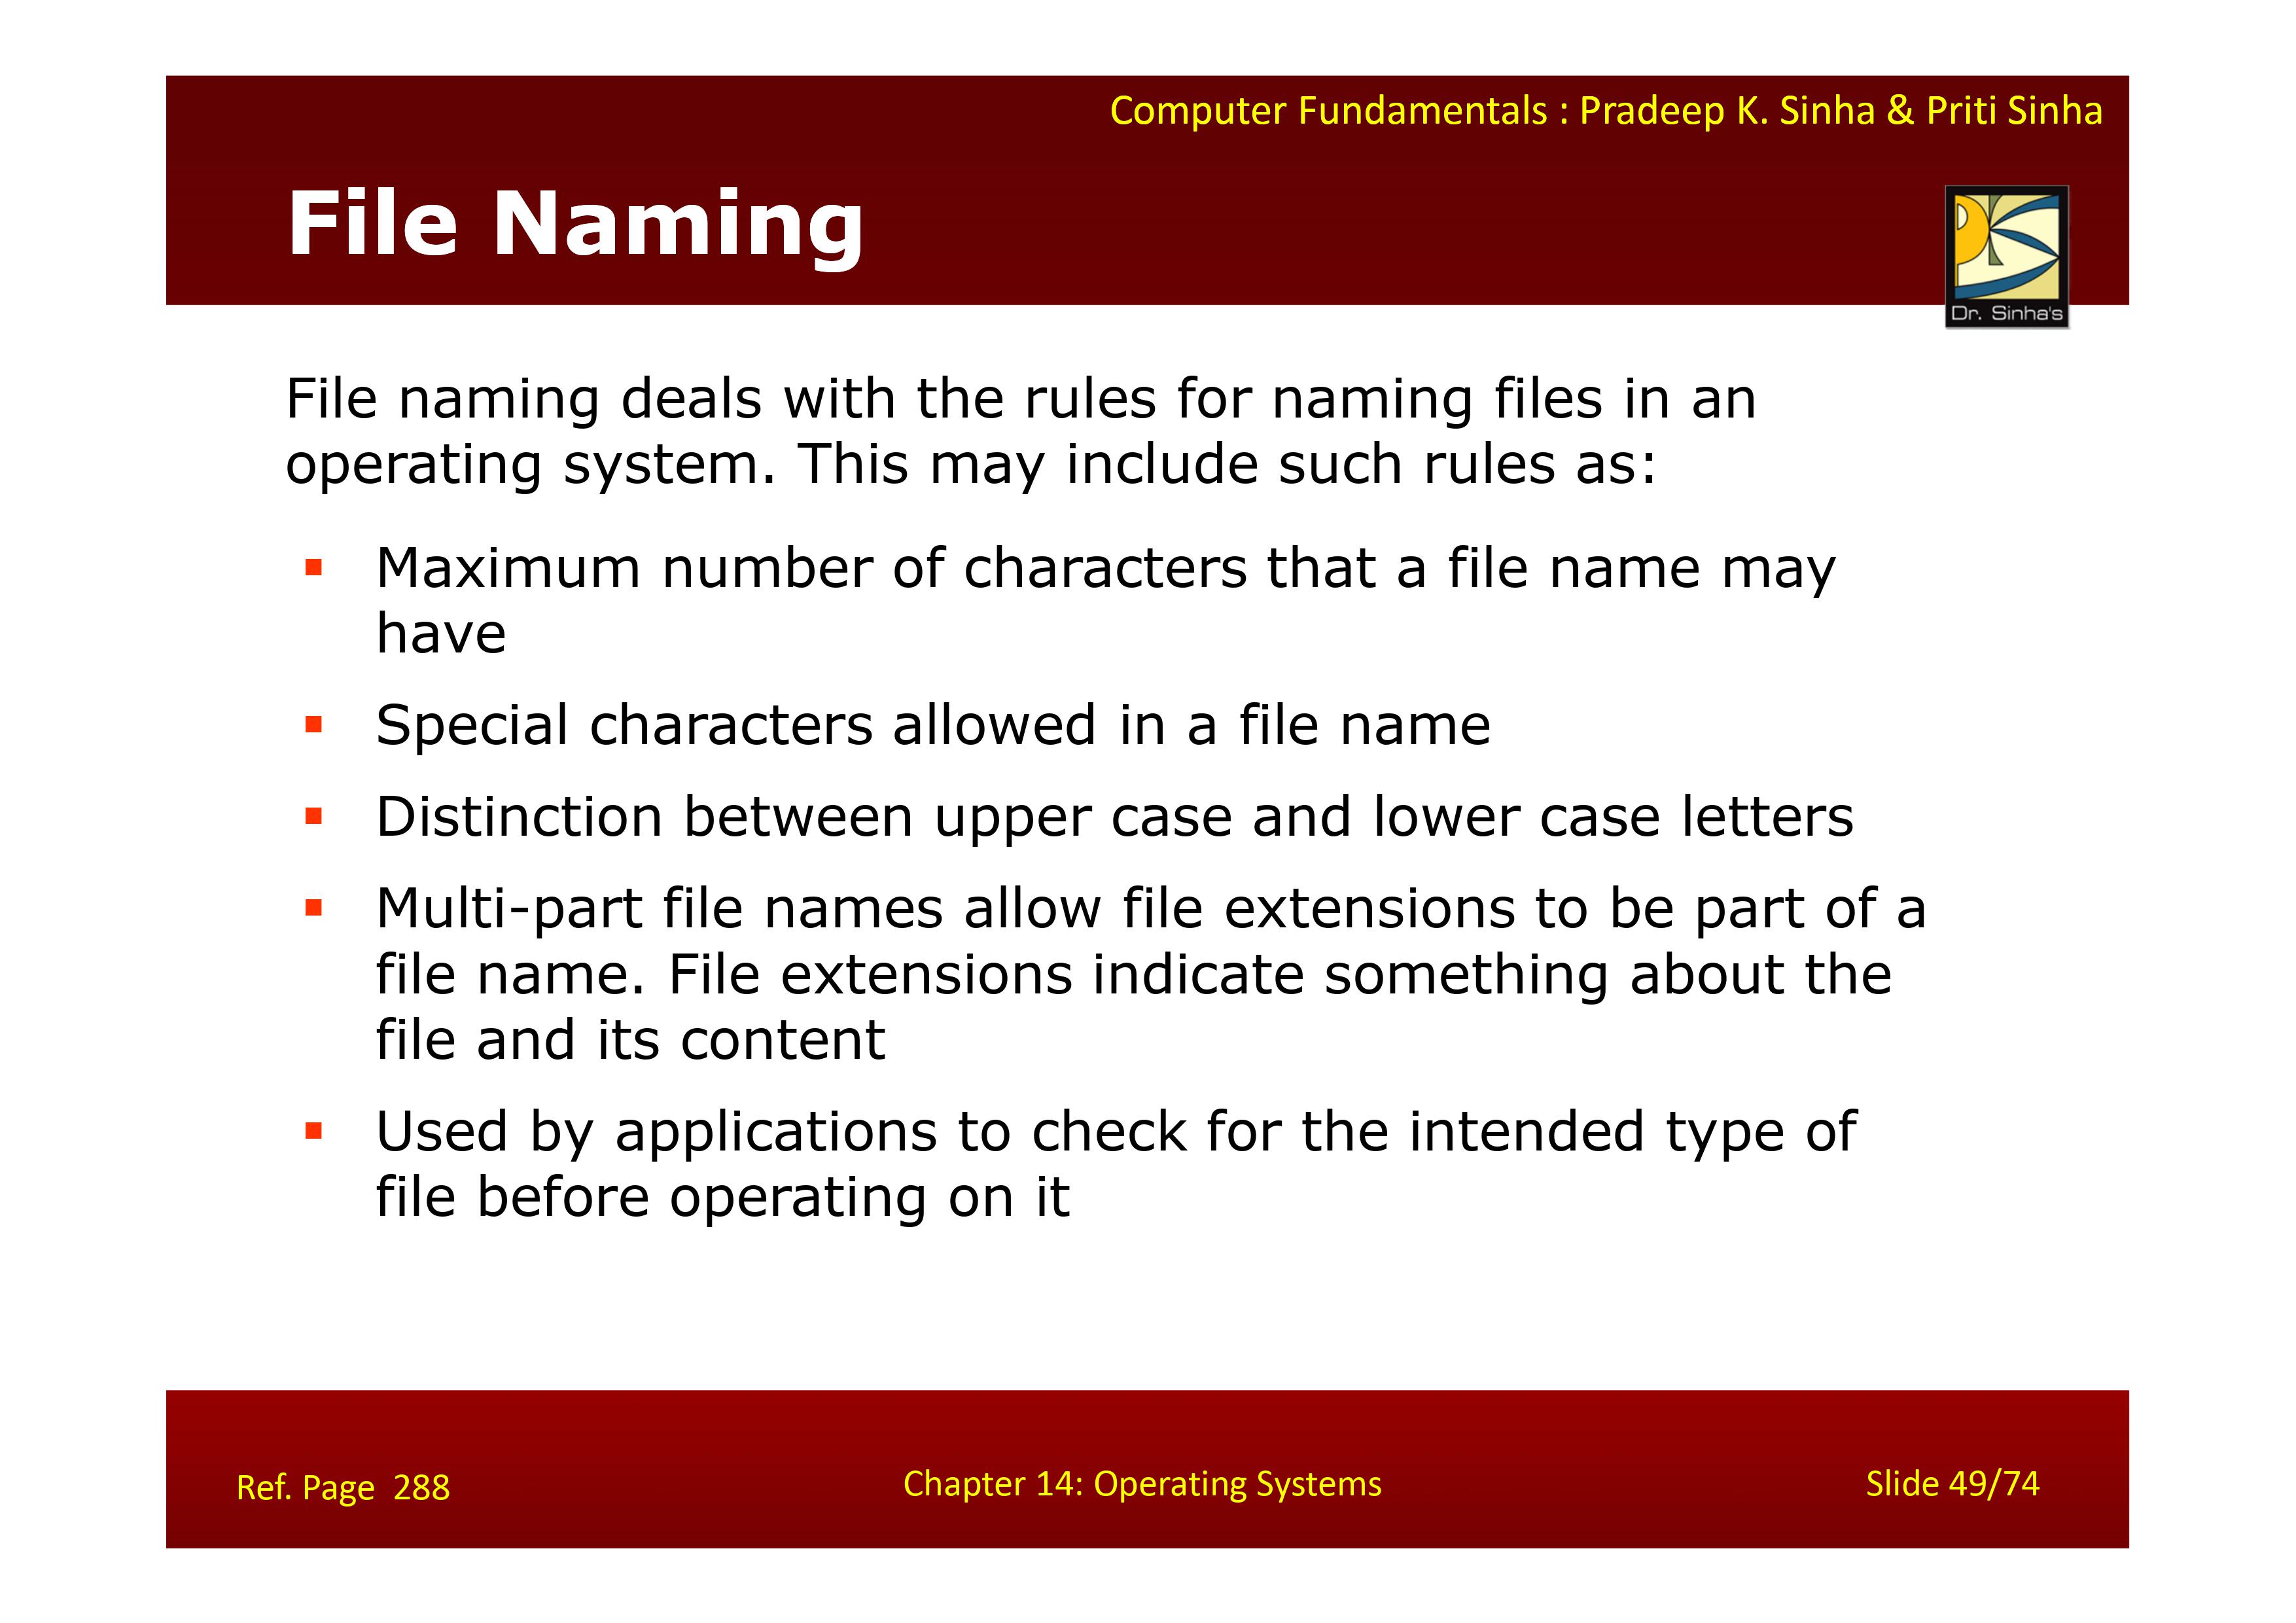 Computer Fundamentals : Pradeep K. Sinha & Priti Sinha
File Naming
Dr. Sinha's
File naming deals with the rules for naming files in an
operating system. This may include such rules as:
▪ Maximum number of characters that a file name may
have
▪ Special characters allowed in a file name
▪ Distinction between upper case and lower case letters
▪ Multi-part file names allow file extensions to be part of a
file name. File extensions indicate something about the
file and its content
▪ Used by applications to check for the intended type of
file before operating on it
Ref. Page 288
Chapter 14: Operating Systems
Slide 49/74